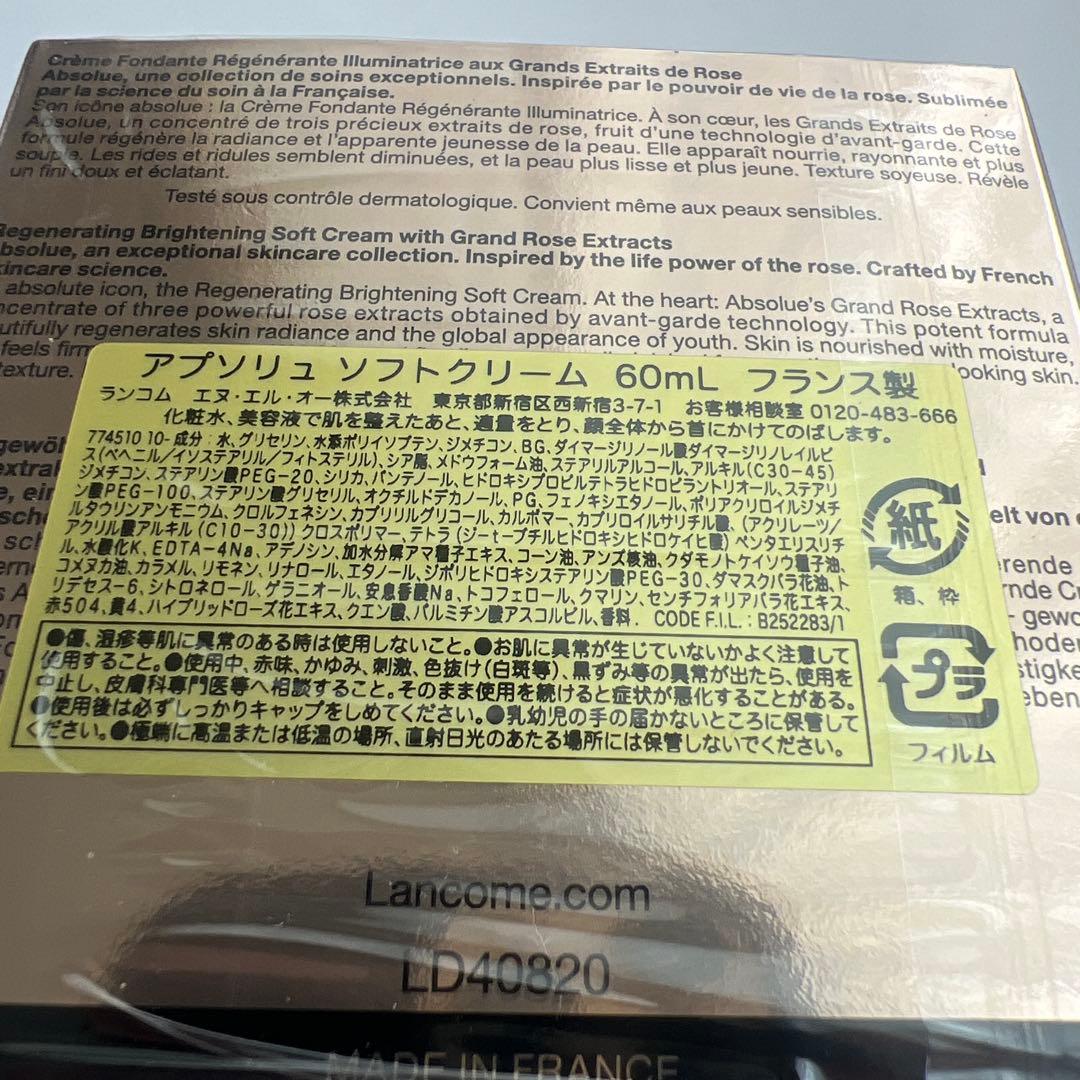 Crème Fondante Régénérante Illuminatrice aux Grands Extraits de Rose
Absolue, une collection de soins exceptionnels. Inspirée par le pouvoir de vie de la rose. Sublimée
par la science du soin à la Française.
Son icône absolue : la Crème Fondante Régénérante Illuminatrice. À son cœur, les Grands Extraits de Rose
Absolue, un concentré de trois précieux extraits de rose, fruit d'une technologie d'avant-garde. Cette
formule régénère la radiance et l'apparente jeunesse de la peau. Elle apparaît nourrie, rayonnante et plus
souple. Les rides et ridules semblent diminuées, et la peau plus lisse et plus jeune. Texture soyeuse. Révèle
un fini doux et éclatant.
Testé sous contrôle dermatologique. Convient même aux peaux sensibles.
Regenerating Brightening Soft Cream with Grand Rose Extracts
bsolue, an exceptional skincare collection. Inspired by the life power of the rose. Crafted by French
kincare science.
absolute icon, the Regenerating Brightening Soft Cream. At the heart: Absolue's Grand Rose Extracts, a
ncentrate of three powerful rose extracts obtained by avant-garde technology. This potent formula
utifully regenerates skin radiance and the global appearance of youth. Skin is nourished with moisture,
feels firm
looking skin.
texture.
アプソリュ ソフトクリーム 60mL フランス製
ランコム エヌ・エル・オー株式会社 東京都新宿区西新宿3-7-1 お客様相談室 0120-483-666
化粧水、美容液で肌を整えたあと、適量をとり、顔全体から首にかけてのばします。
774510 10- 成分：水、グリセリン、水添ポリイソブテン、ジメチコン、BG、ダイマージリノール酸ダイマージリノレイルビ
ス(ベヘニル/イソステアリル/フィトステリル)、シア脂、メドウフォーム油、ステアリルアルコール、アルキル(C30-45)
ジメチコン、ステアリン酸PEG-20、シリカ、パンテノール、ヒドロキシプロピルテトラヒドロピラントリオール、ステアリ
ン酸PEG-100、ステアリン酸グリセリル、オクチルドデカノール、PG、フェノキシエタノール、ポリアクリロイルジメチ
ルタウリンアンモニウム、クロルフェネシン、カプリリルグリコール、カルボマー、カプリロイルサリチル酸、(アクリレーツ/
アクリル酸アルキル(C10-30))クロスポリマー、テトラ(ジ-t-ブチルヒドロキシヒドロケイヒ酸)ペンタエリスリチ
ル、水酸化K、EDTA-4Na、アデノシン、加水分解アマ種子エキス、コーン油、アンズ核油、クダモノトケイソウ種子油、
コメヌカ油、カラメル、リモネン、リナロール、エタノール、ジポリヒドロキシステアリン酸PEG-30、ダマスクバラ花油、ト
リデセス-6、シトロネロール、ゲラニオール、安息香酸Na、トコフェロール、クマリン、センチフォリアバラ花エキス、
赤504、黄4、ハイブリッドローズ花エキス、クエン酸、パルミチン酸アスコルビル、香料. CODE F.I.L. : B252283/1
●傷、湿疹等肌に異常のある時は使用しないこと。●お肌に異常が生じていないかよく注意して
使用すること。●使用中、赤味、かゆみ、刺激、色抜け(白斑等)、黒ずみ等の異常が出たら、使用を
中止し、皮膚科専門医等へ相談すること。そのまま使用を続けると症状が悪化することがある。
●使用後は必ずしっかりキャップをしめてください。●乳幼児の手の届かないところに保管して
ください。●極端に高温または低温の場所、直射日光のあたる場所には保管しないでください。
紙
箱、枠
プラ
フィルム
gewöh
extral
elt von
e, ein
rende
rnde
gewo
hoden
stigke
eben
Lancome.com
LD40820
MADE IN FRANCE